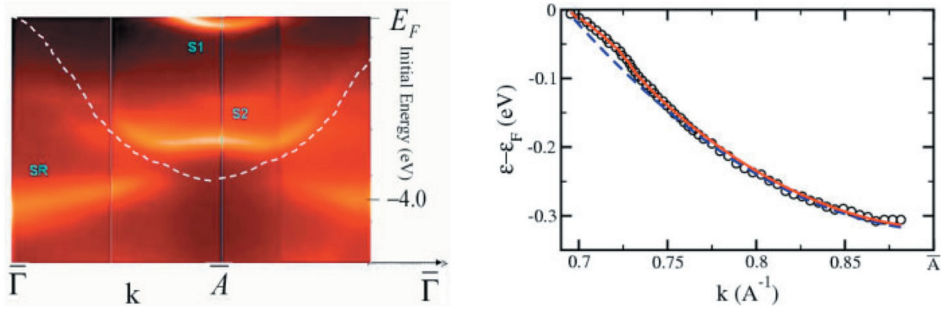 S1
S2
SR
E_F
Initial Energy (eV)
−4.0
Γ̅
k
A̅
Γ̅
0
-0.1
-0.2
-0.3
ε−ε_F (eV)
0.7
0.75
0.8
0.85
A̅
k (A⁻¹)